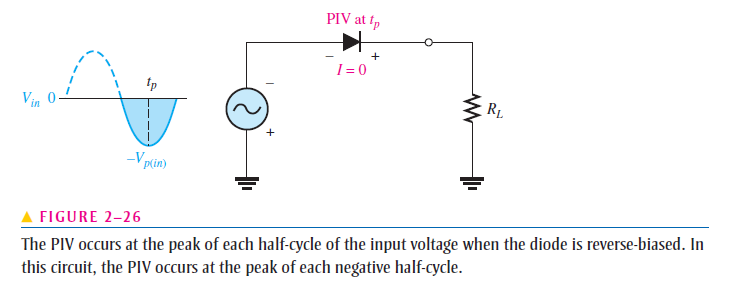 PIV at tp
– +
I = 0
Vin 0
tp
–Vp(in)
–
+
RL
▲ FIGURE 2–26
The PIV occurs at the peak of each half-cycle of the input voltage when the diode is reverse-biased. In
this circuit, the PIV occurs at the peak of each negative half-cycle.